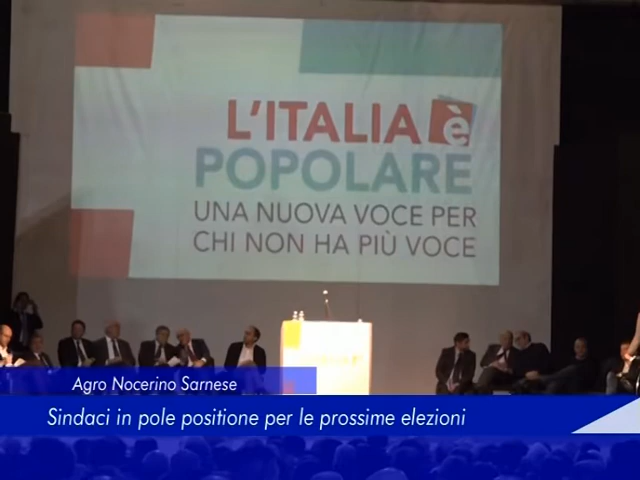 L'ITALIA è
POPOLARE
UNA NUOVA VOCE PER
CHI NON HA PIÙ VOCE
Agro Nocerino Sarnese
Sindaci in pole positione per le prossime elezioni